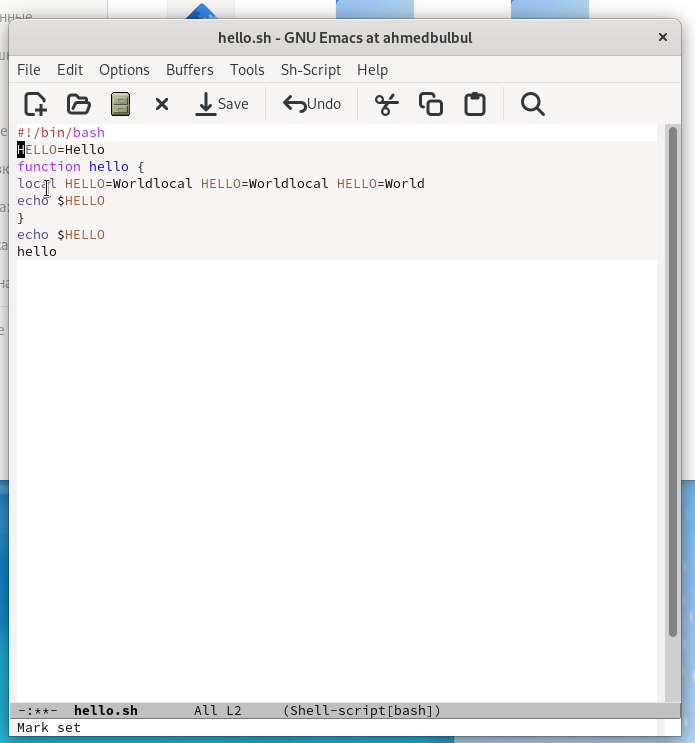 нные
hello.sh - GNU Emacs at ahmedbulbul
File Edit Options Buffers Tools Sh-Script Help
Save Undo
#!/bin/bash
HELLO=Hello
function hello {
local HELLO=Worldlocal HELLO=Worldlocal HELLO=World
echo $HELLO
}
echo $HELLO
hello
-:**- hello.sh All L2 (Shell-script[bash])
Mark set